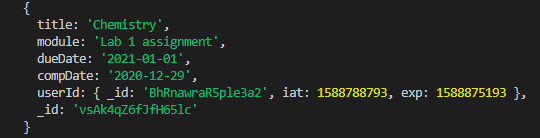 {
title: 'Chemistry',
module: 'Lab 1 assignment',
dueDate: '2021-01-01',
compDate: '2020-12-29',
userId: { _id: 'BhRnawraR5ple3a2', iat: 1588788793, exp: 1588875193 },
_id: 'vsAk4qZ6fJfH65lc'
}